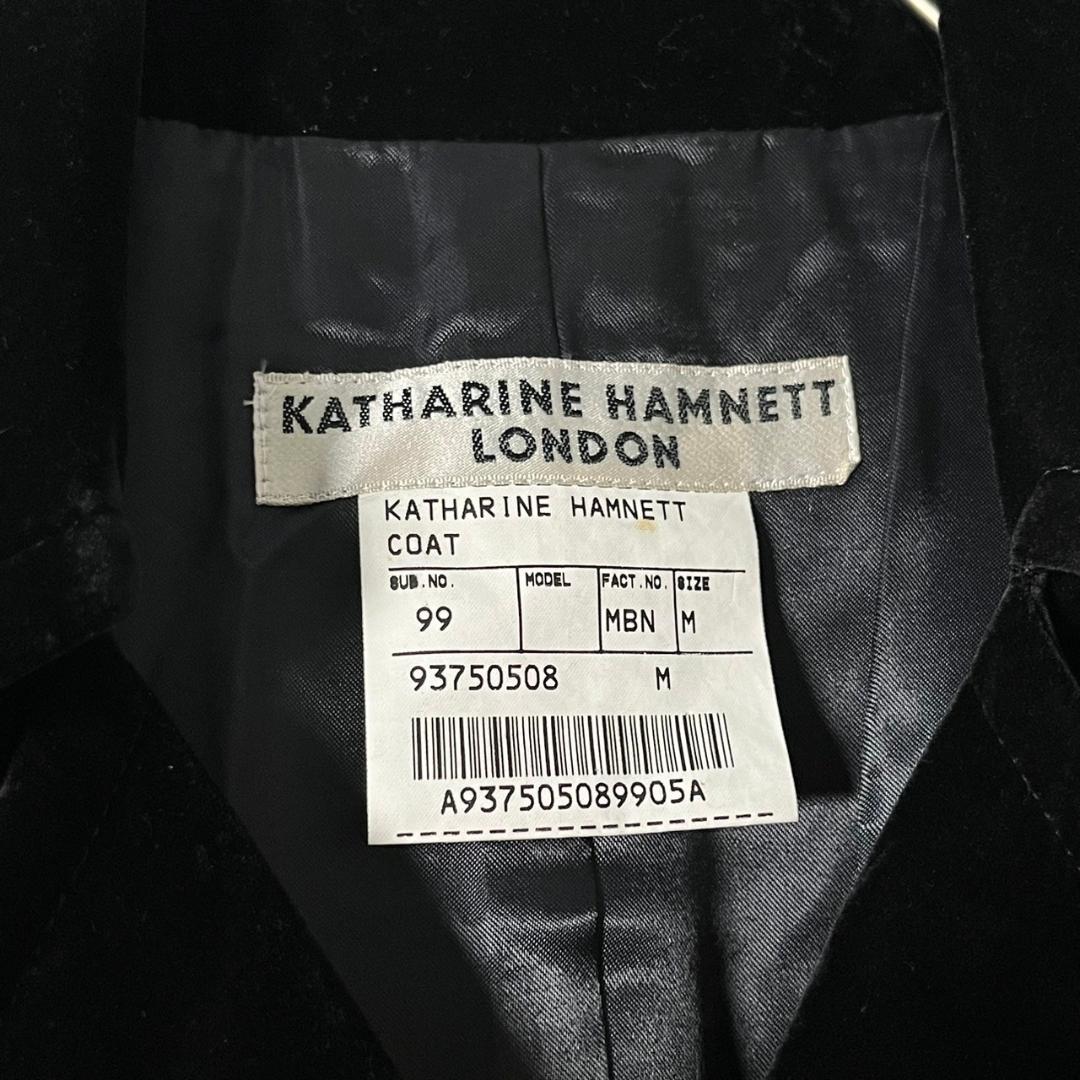 KATHARINE HAMNETT
LONDON
KATHARINE HAMNETT
COAT
SUB.NO. MODEL FACT.NO. SIZE
99 MBN M
93750508 M
A937505089905A